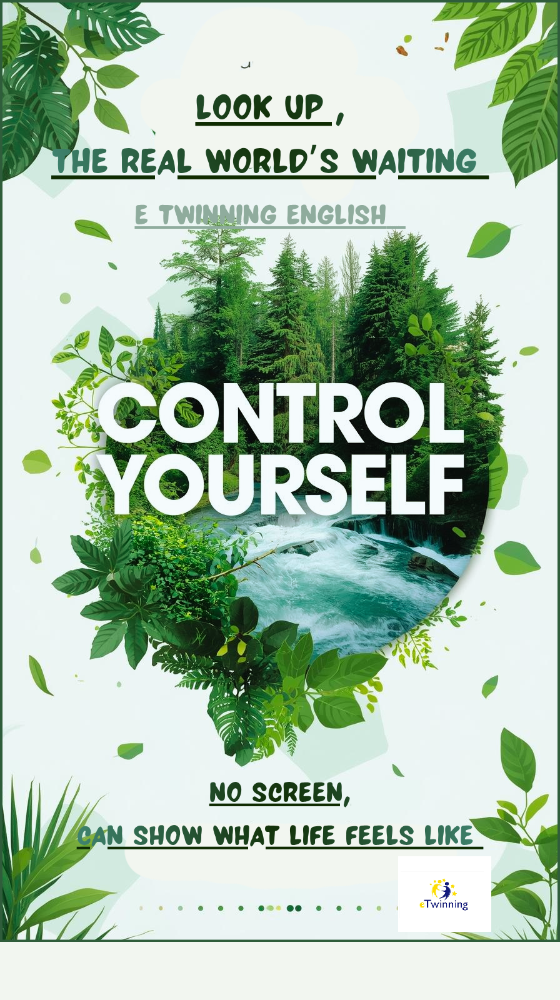 LOOK UP ,
THE REAL WORLD'S WAITING
E TWINNING ENGLISH
CONTROL
YOURSELF
NO SCREEN,
CAN SHOW WHAT LIFE FEELS LIKE
eTwinning